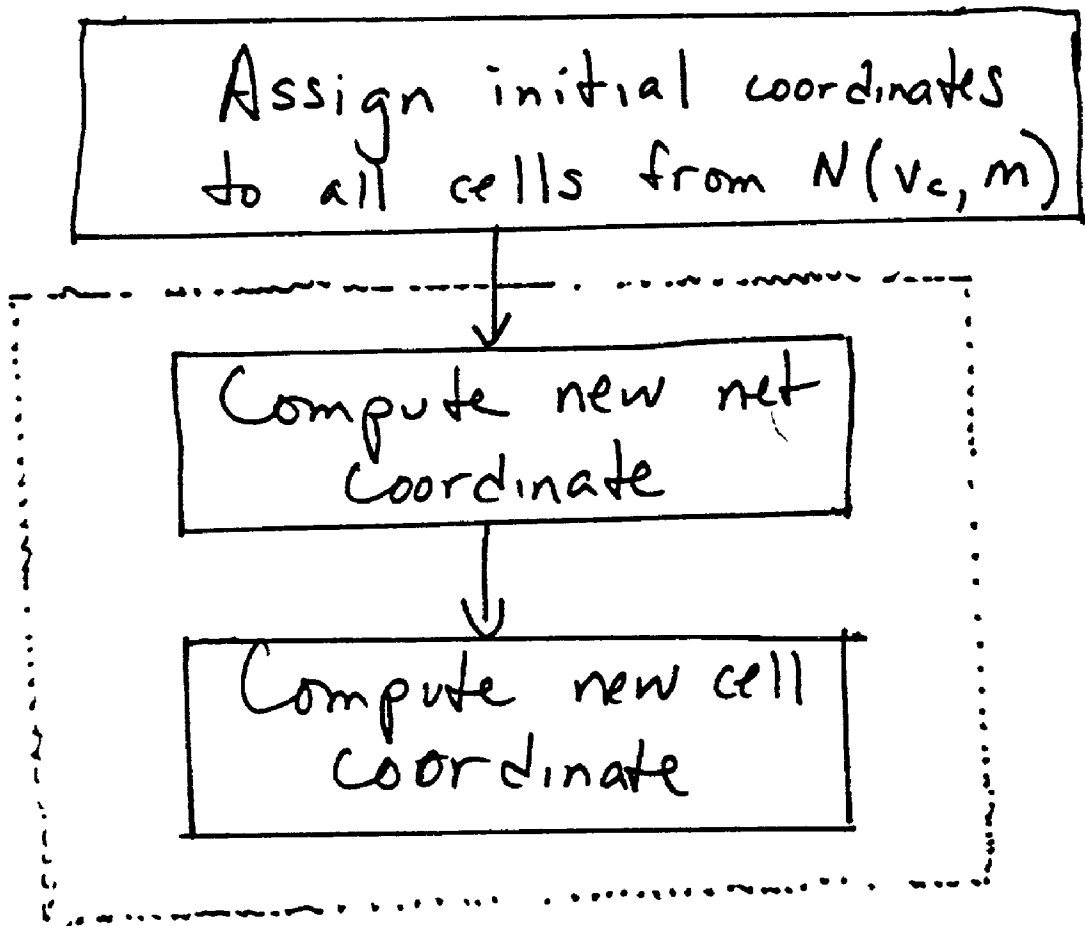 Assign initial coordinates
to all cells from N(Vc, m)
Compute new net
Coordinate
Compute new cell
Coordinate